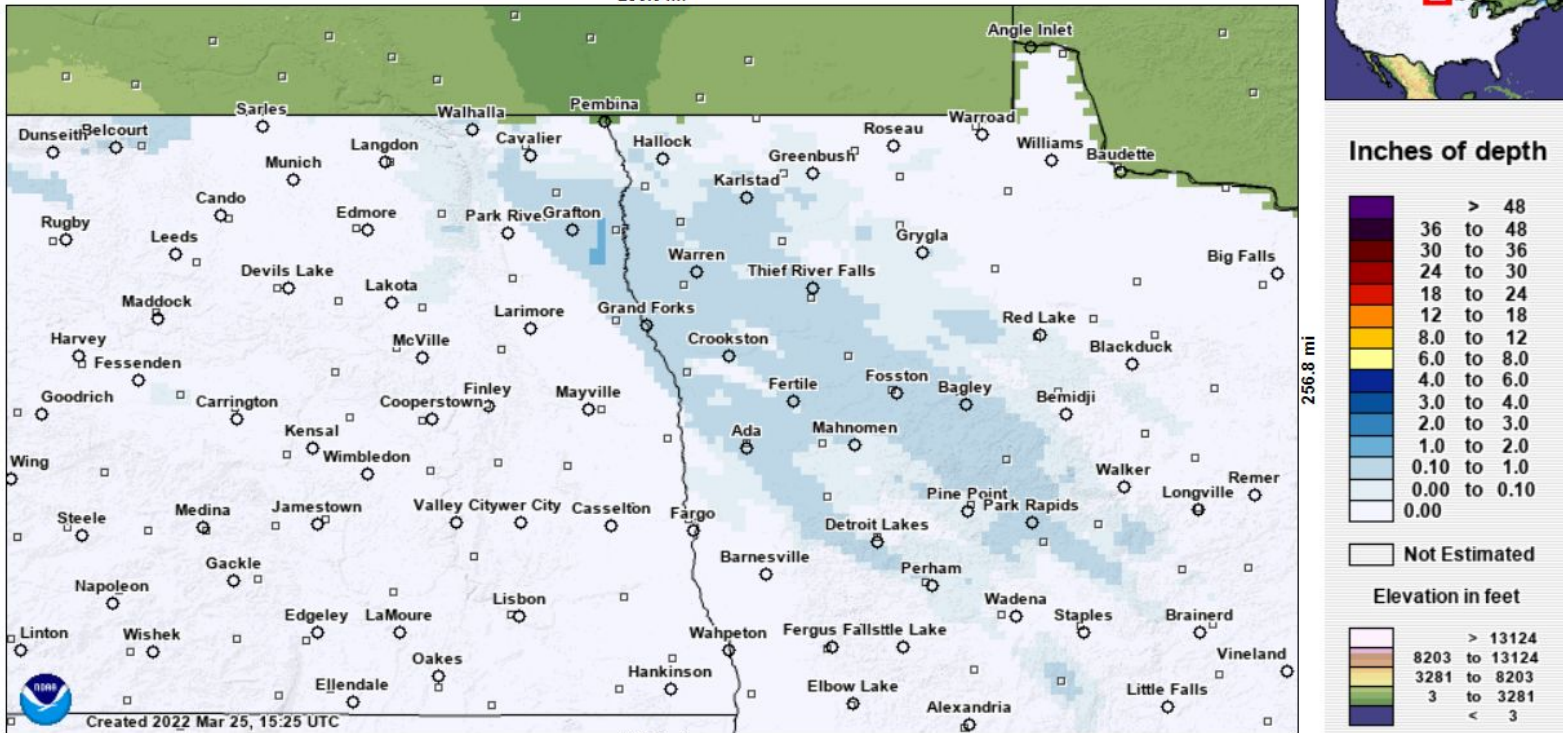 Angle Inlet
Sarles
Walhalla
Pembina
Dunseith
Belcourt
Langdon
Cavalier
Hallock
Roseau
Warroad
Greenbush
Williams
Baudette
Munich
Karlstad
Cando
Rugby
Edmore
Park River
Grafton
Leeds
Warren
Grygla
Big Falls
Devils Lake
Thief River Falls
Maddock
Lakota
Larimore
Grand Forks
Red Lake
Harvey
McVille
Crookston
Blackduck
Fessenden
Goodrich
Carrington
Cooperstown
Finley
Mayville
Fertile
Fosston
Bagley
Bemidji
Kensal
Ada
Mahnomen
Wing
Wimbledon
Walker
Remer
Longville
Steele
Medina
Jamestown
Valley City
wer City
Casselton
Fargo
Pine Point
Park Rapids
Detroit Lakes
Gackle
Barnesville
Napoleon
Perham
Edgeley
LaMoure
Lisbon
Wadena
Staples
Brainerd
Linton
Wishek
Wahpeton
Fergus Falls
ttle Lake
Oakes
Hankinson
Vineland
Ellendale
Elbow Lake
Little Falls
Alexandria
NOAA
Created 2022 Mar 25, 15:25 UTC
256.8 mi
Inches of depth
> 48
36 to 48
30 to 36
24 to 30
18 to 24
12 to 18
8.0 to 12
6.0 to 8.0
4.0 to 6.0
3.0 to 4.0
2.0 to 3.0
1.0 to 2.0
0.10 to 1.0
0.00 to 0.10
0.00
Not Estimated
Elevation in feet
> 13124
8203 to 13124
3281 to 8203
3 to 3281
< 3